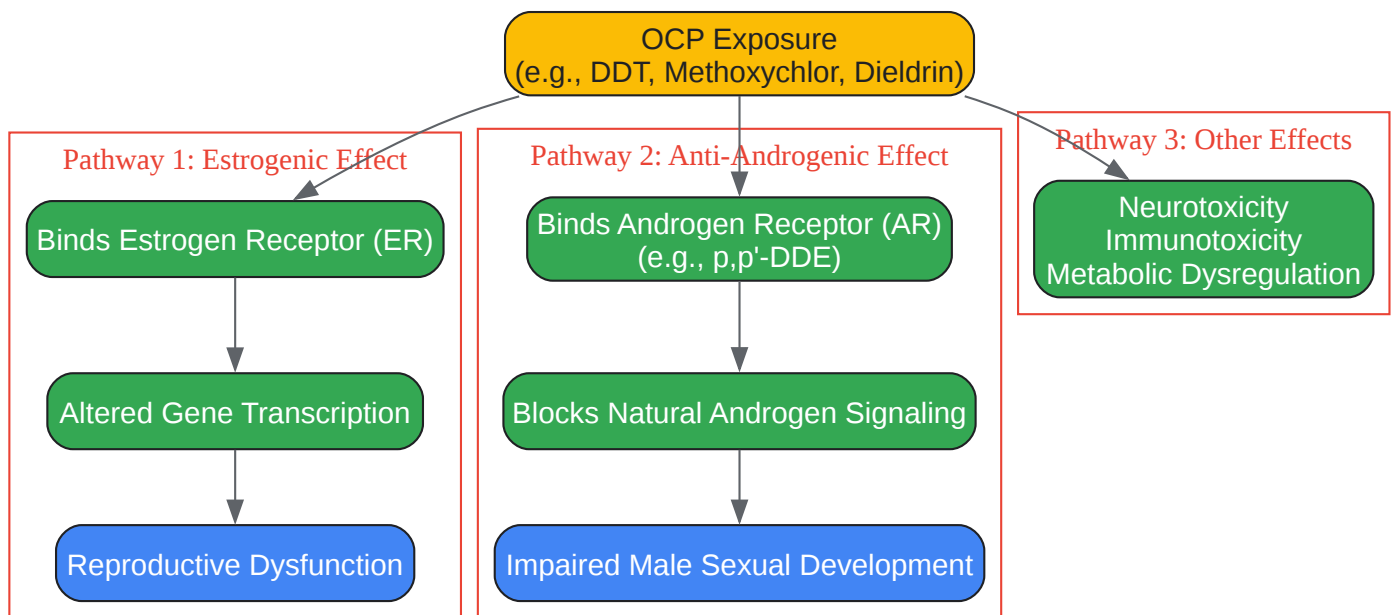 OCP Exposure
(e.g., DDT, Methoxychlor, Dieldrin)
Pathway 1: Estrogenic Effect
Binds Estrogen Receptor (ER)
Altered Gene Transcription
Reproductive Dysfunction
Pathway 2: Anti-Androgenic Effect
Binds Androgen Receptor (AR)
(e.g., p,p'-DDE)
Blocks Natural Androgen Signaling
Impaired Male Sexual Development
Pathway 3: Other Effects
Neurotoxicity
Immunotoxicity
Metabolic Dysregulation